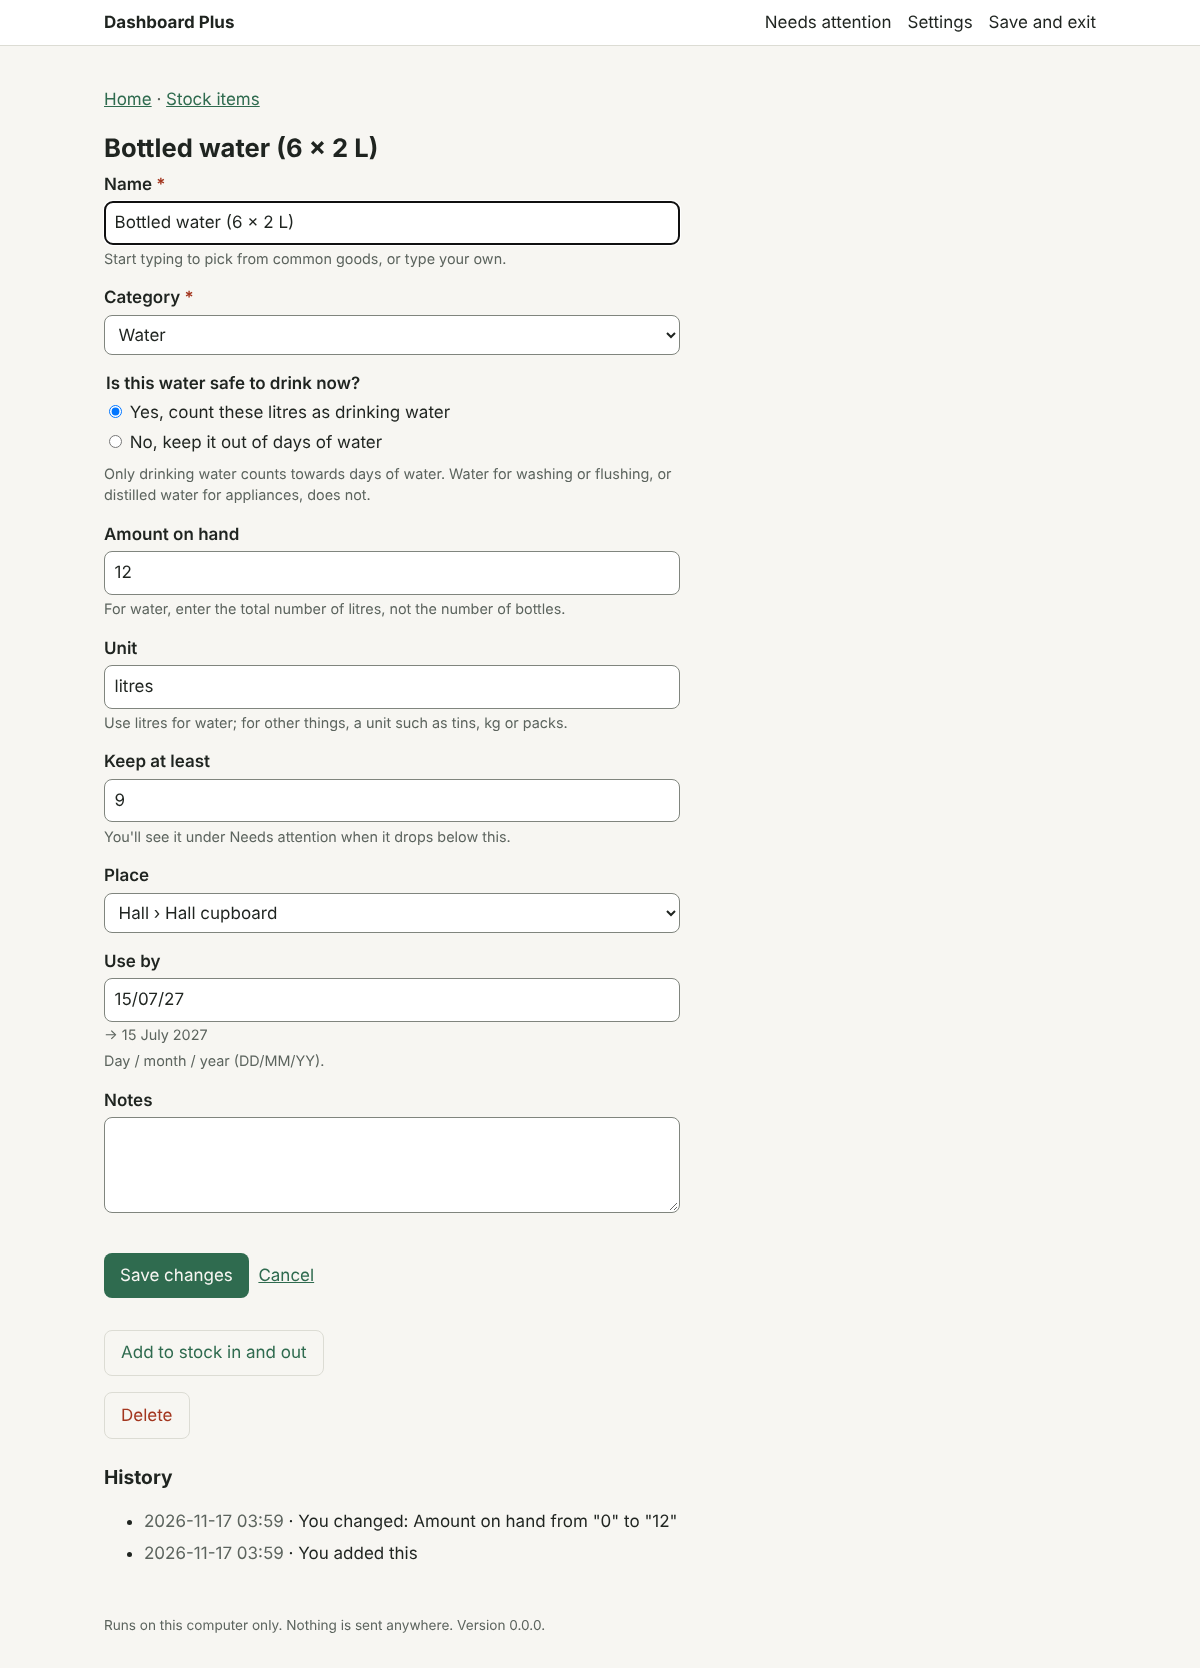 Dashboard Plus
Needs attention Settings Save and exit
Home · Stock items
Bottled water (6 × 2 L)
Name *
Bottled water (6 × 2 L)
Start typing to pick from common goods, or type your own.
Category *
Water
Is this water safe to drink now?
Yes, count these litres as drinking water
No, keep it out of days of water
Only drinking water counts towards days of water. Water for washing or flushing, or
distilled water for appliances, does not.
Amount on hand
12
For water, enter the total number of litres, not the number of bottles.
Unit
litres
Use litres for water; for other things, a unit such as tins, kg or packs.
Keep at least
9
You'll see it under Needs attention when it drops below this.
Place
Hall › Hall cupboard
Use by
15/07/27
→ 15 July 2027
Day / month / year (DD/MM/YY).
Notes
Save changes Cancel
Add to stock in and out
Delete
History
• 2026-11-17 03:59 · You changed: Amount on hand from "0" to "12"
• 2026-11-17 03:59 · You added this
Runs on this computer only. Nothing is sent anywhere. Version 0.0.0.